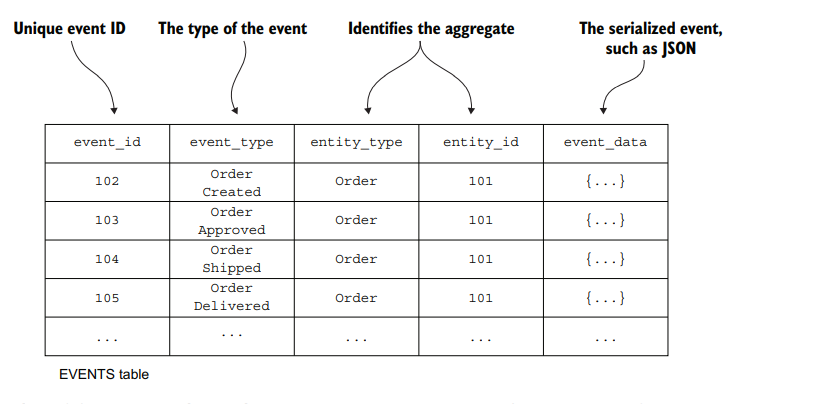 Unique event ID
The type of the event
Identifies the aggregate
The serialized event,
such as JSON
event_id event_type entity_type entity_id event_data
102 Order Created Order 101 {...}
103 Order Approved Order 101 {...}
104 Order Shipped Order 101 {...}
105 Order Delivered Order 101 {...}
... ... ... ... ...
EVENTS table